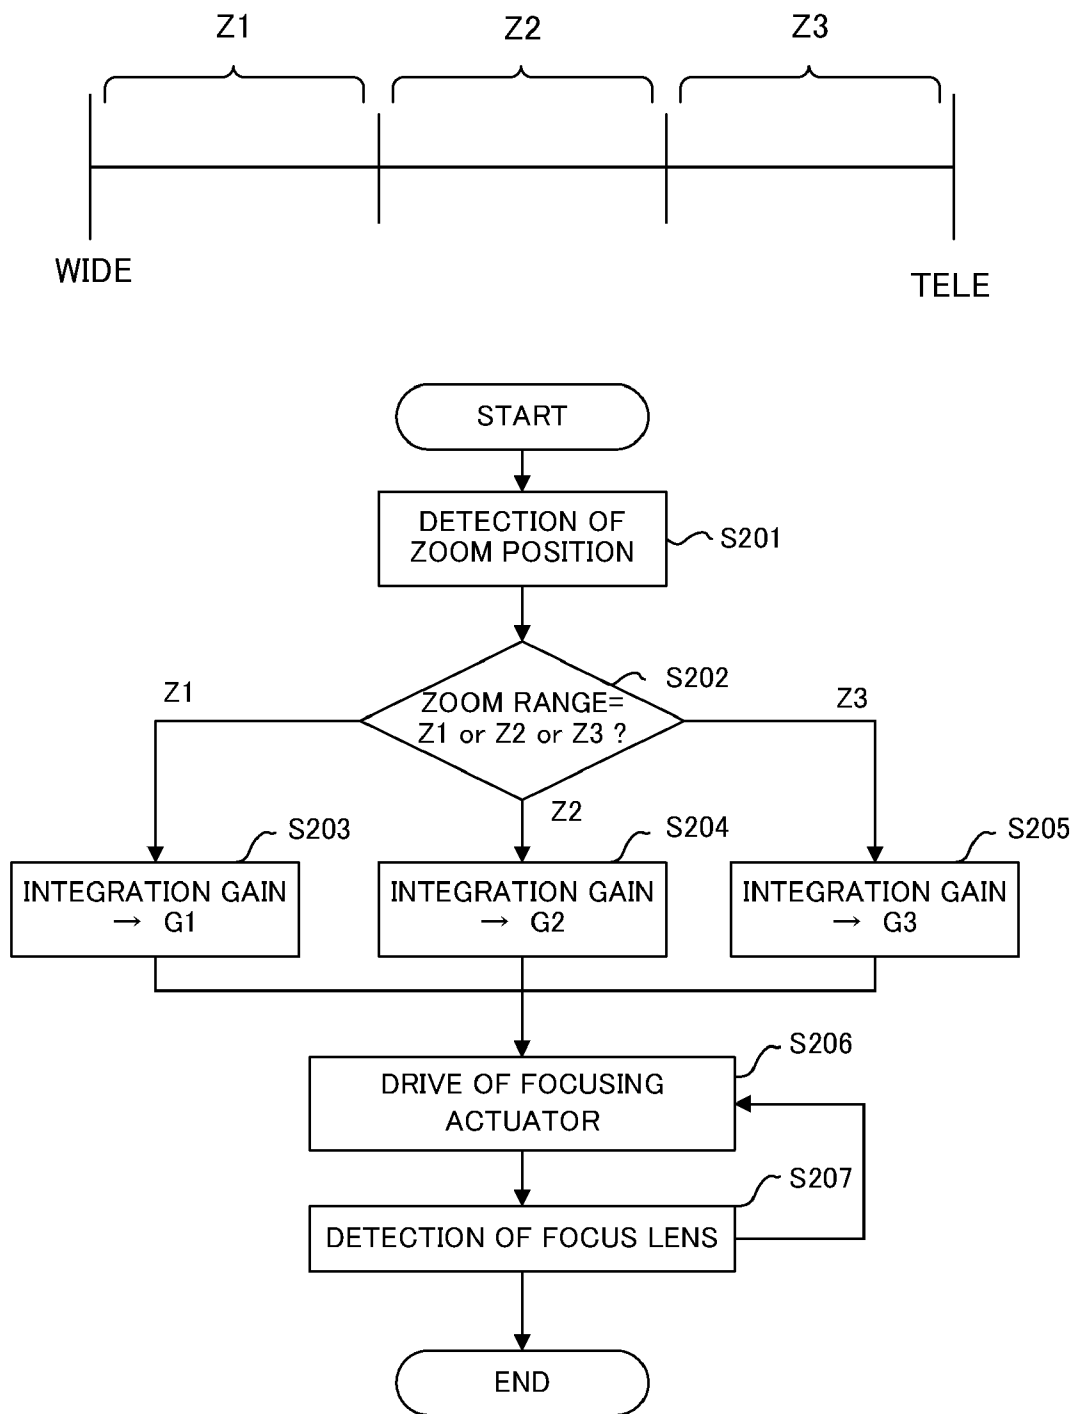 Z1
Z2
Z3
WIDE
TELE
START
DETECTION OF
ZOOM POSITION
S201
S202
ZOOM RANGE=
Z1 or Z2 or Z3 ?
Z1
Z3
Z2
S203
S204
S205
INTEGRATION GAIN
→ G1
INTEGRATION GAIN
→ G2
INTEGRATION GAIN
→ G3
S206
DRIVE OF FOCUSING
ACTUATOR
S207
DETECTION OF FOCUS LENS
END